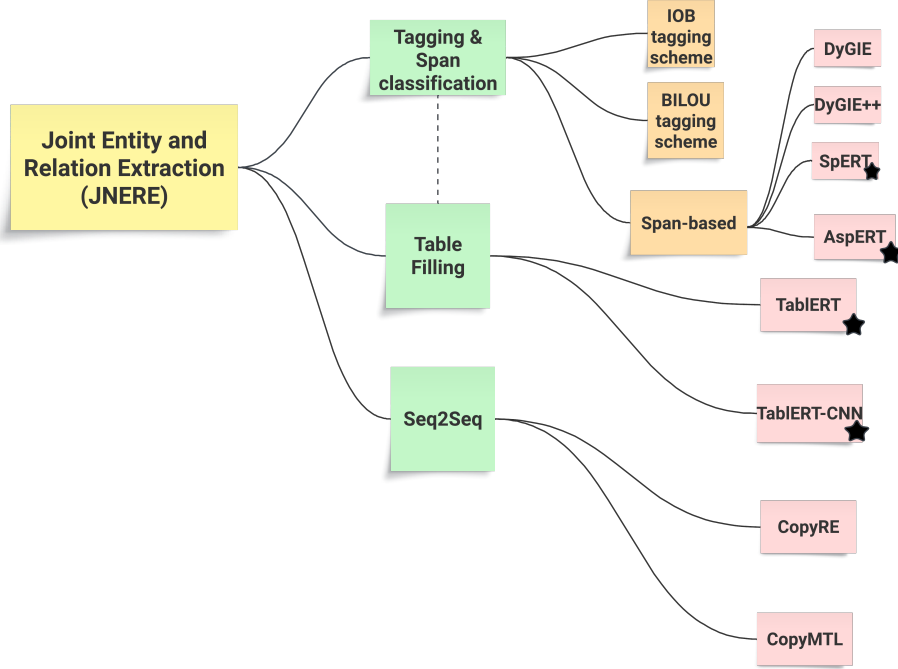 Joint Entity and
Relation Extraction
(JNERE)
Tagging &
Span
classification
Table
Filling
Seq2Seq
IOB
tagging
scheme
BILOU
tagging
scheme
Span-based
DyGIE
DyGIE++
SpERT
AspERT
TablERT
TablERT-CNN
CopyRE
CopyMTL